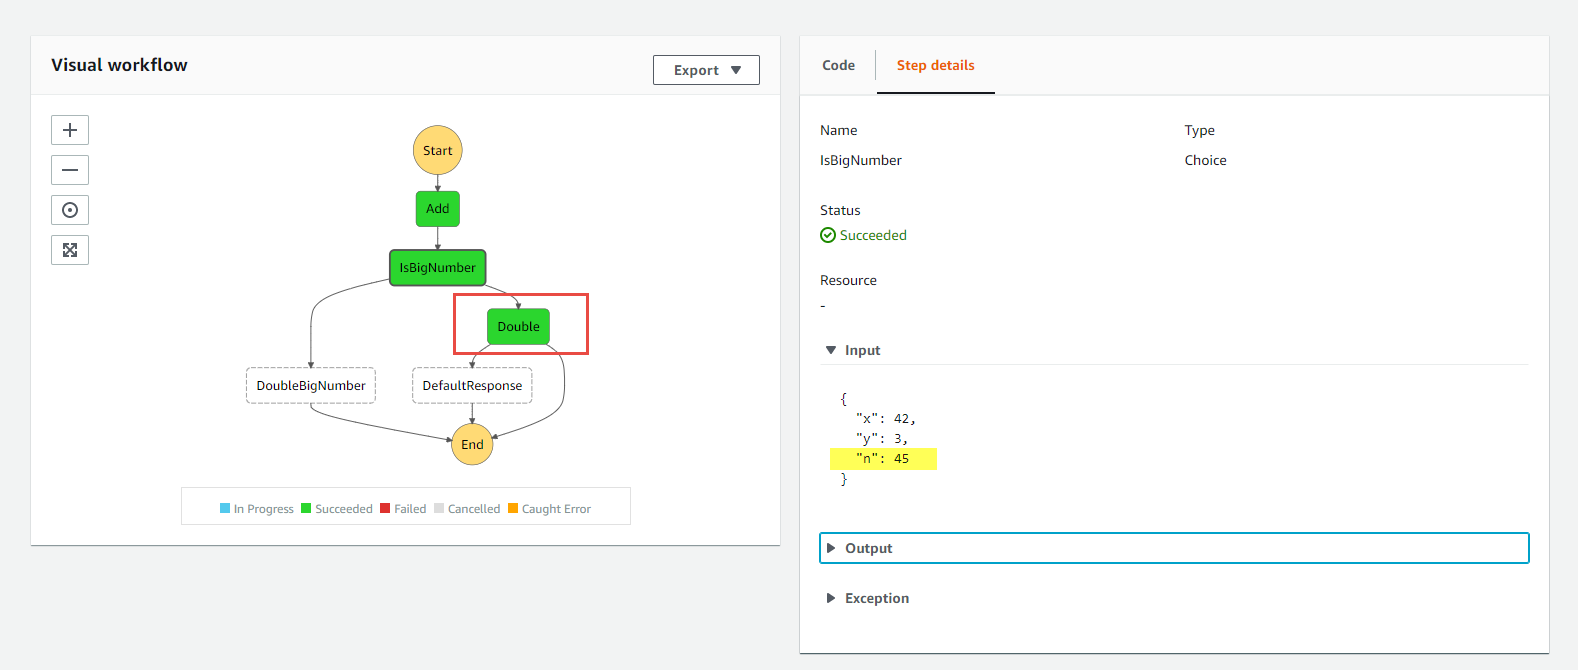 Visual workflow
Export
Start
Add
IsBigNumber
Double
DoubleBigNumber
DefaultResponse
End
In Progress Succeeded Failed Cancelled Caught Error
Code Step details
Name Type
IsBigNumber Choice
Status
Succeeded
Resource
-
Input
{
"x": 42,
"y": 3,
"n": 45
}
Output
Exception